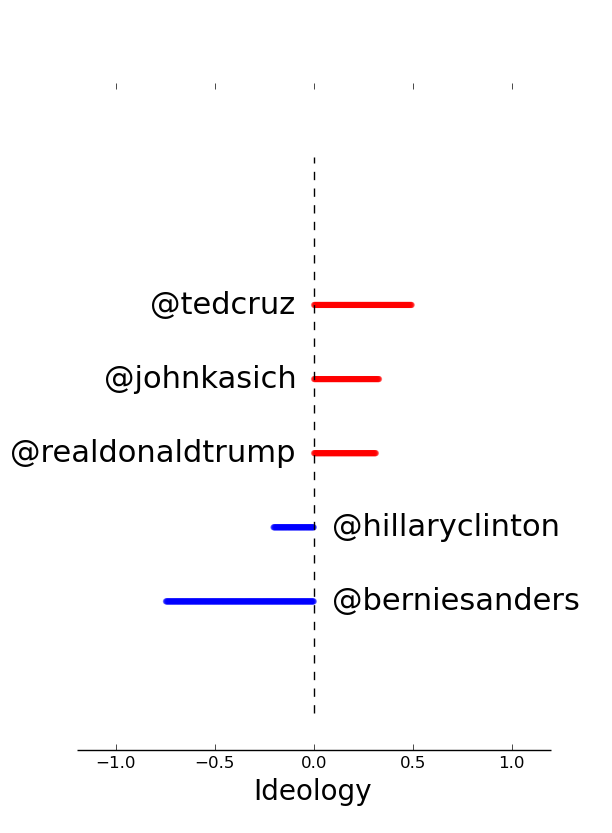 @tedcruz
@johnkasich
@realdonaldtrump
@hillaryclinton
@berniesanders
−1.0 −0.5 0.0 0.5 1.0
Ideology